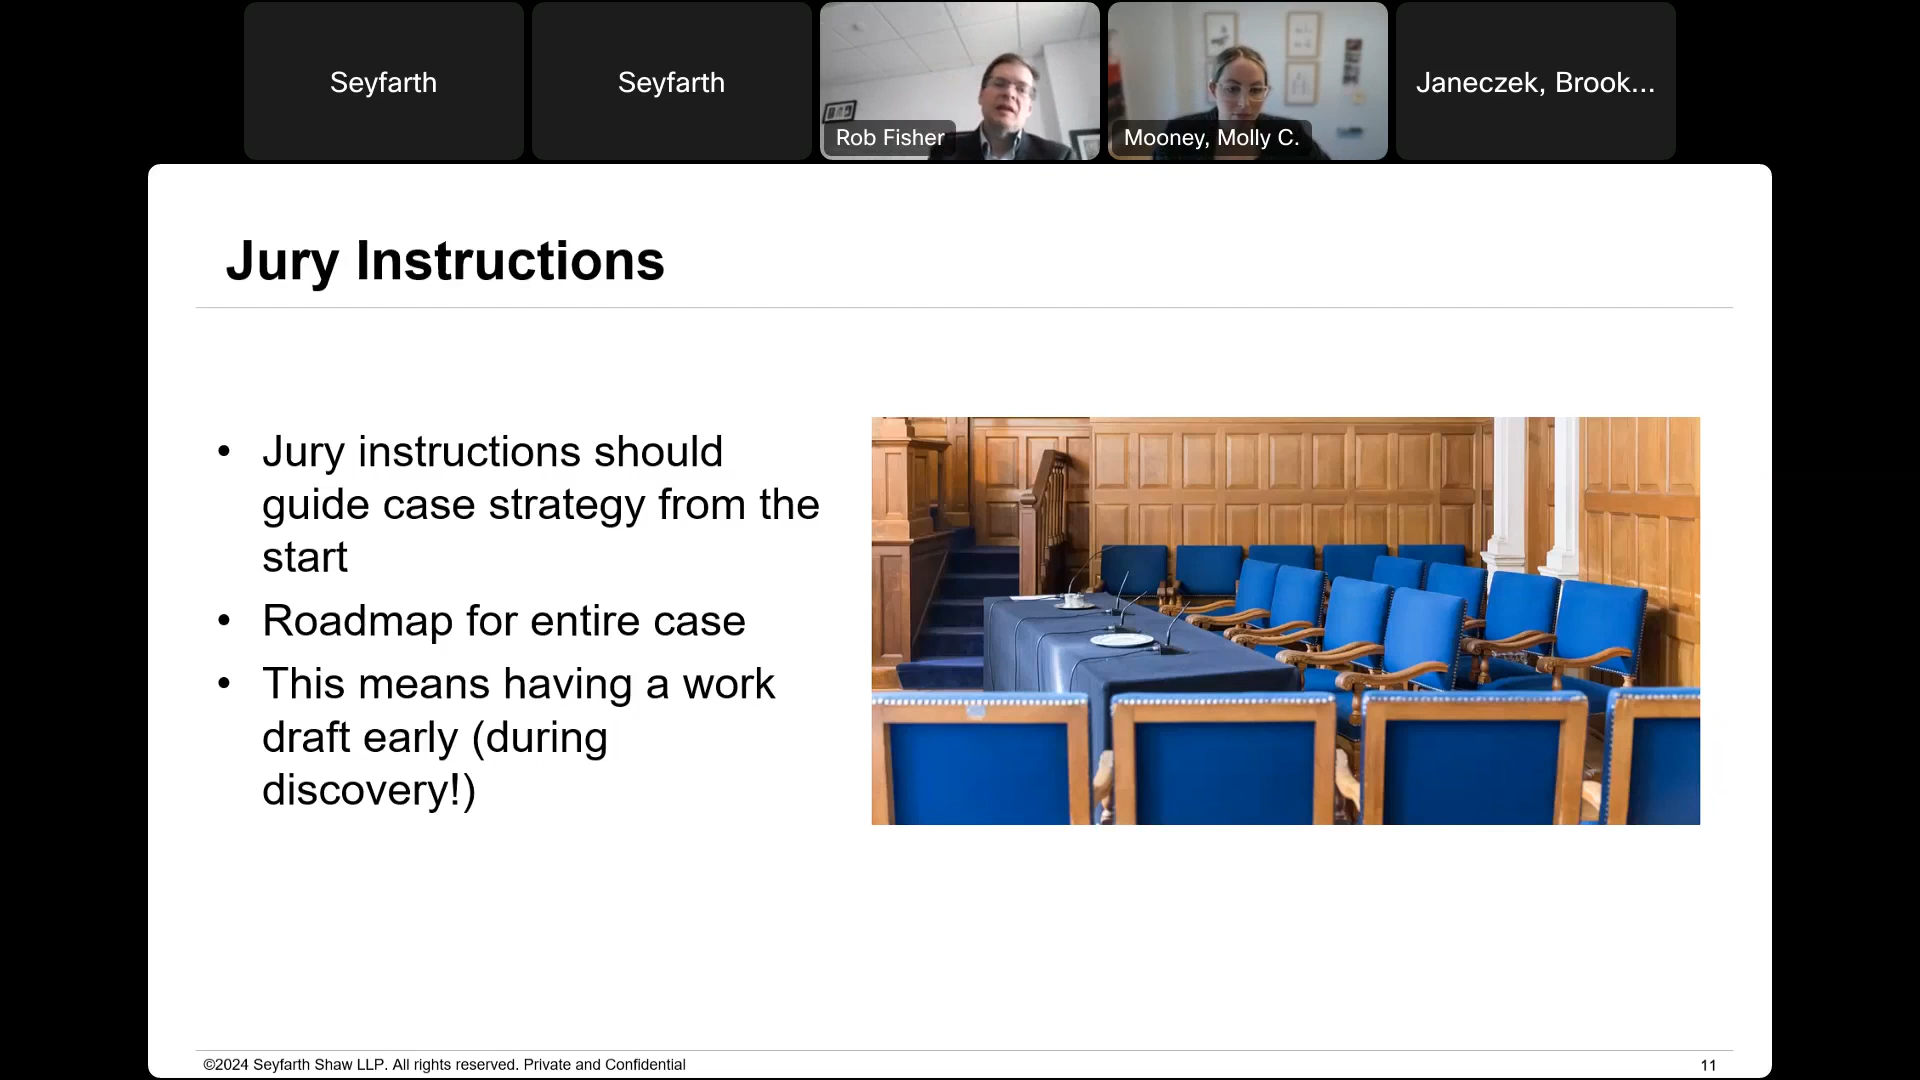 Seyfarth
Seyfarth
Rob Fisher
Mooney, Molly C.
Janeczek, Brook...
Jury Instructions
• Jury instructions should
guide case strategy from the
start
• Roadmap for entire case
• This means having a work
draft early (during
discovery!)
©2024 Seyfarth Shaw LLP. All rights reserved. Private and Confidential
11